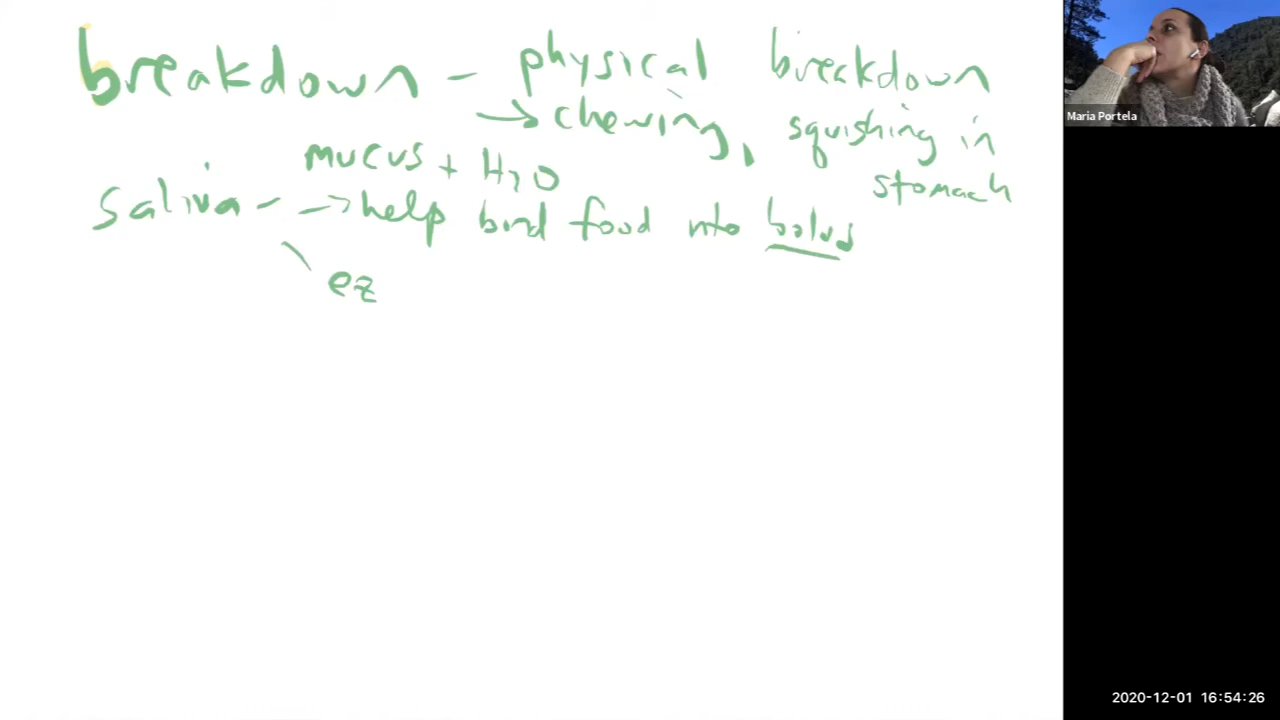 breakdown - physical breakdown
→ chewing, squishing in
stomach
mucus + H2O
saliva - → help bind food into bolus
ez
Maria Portela
2020-12-01 16:54:26